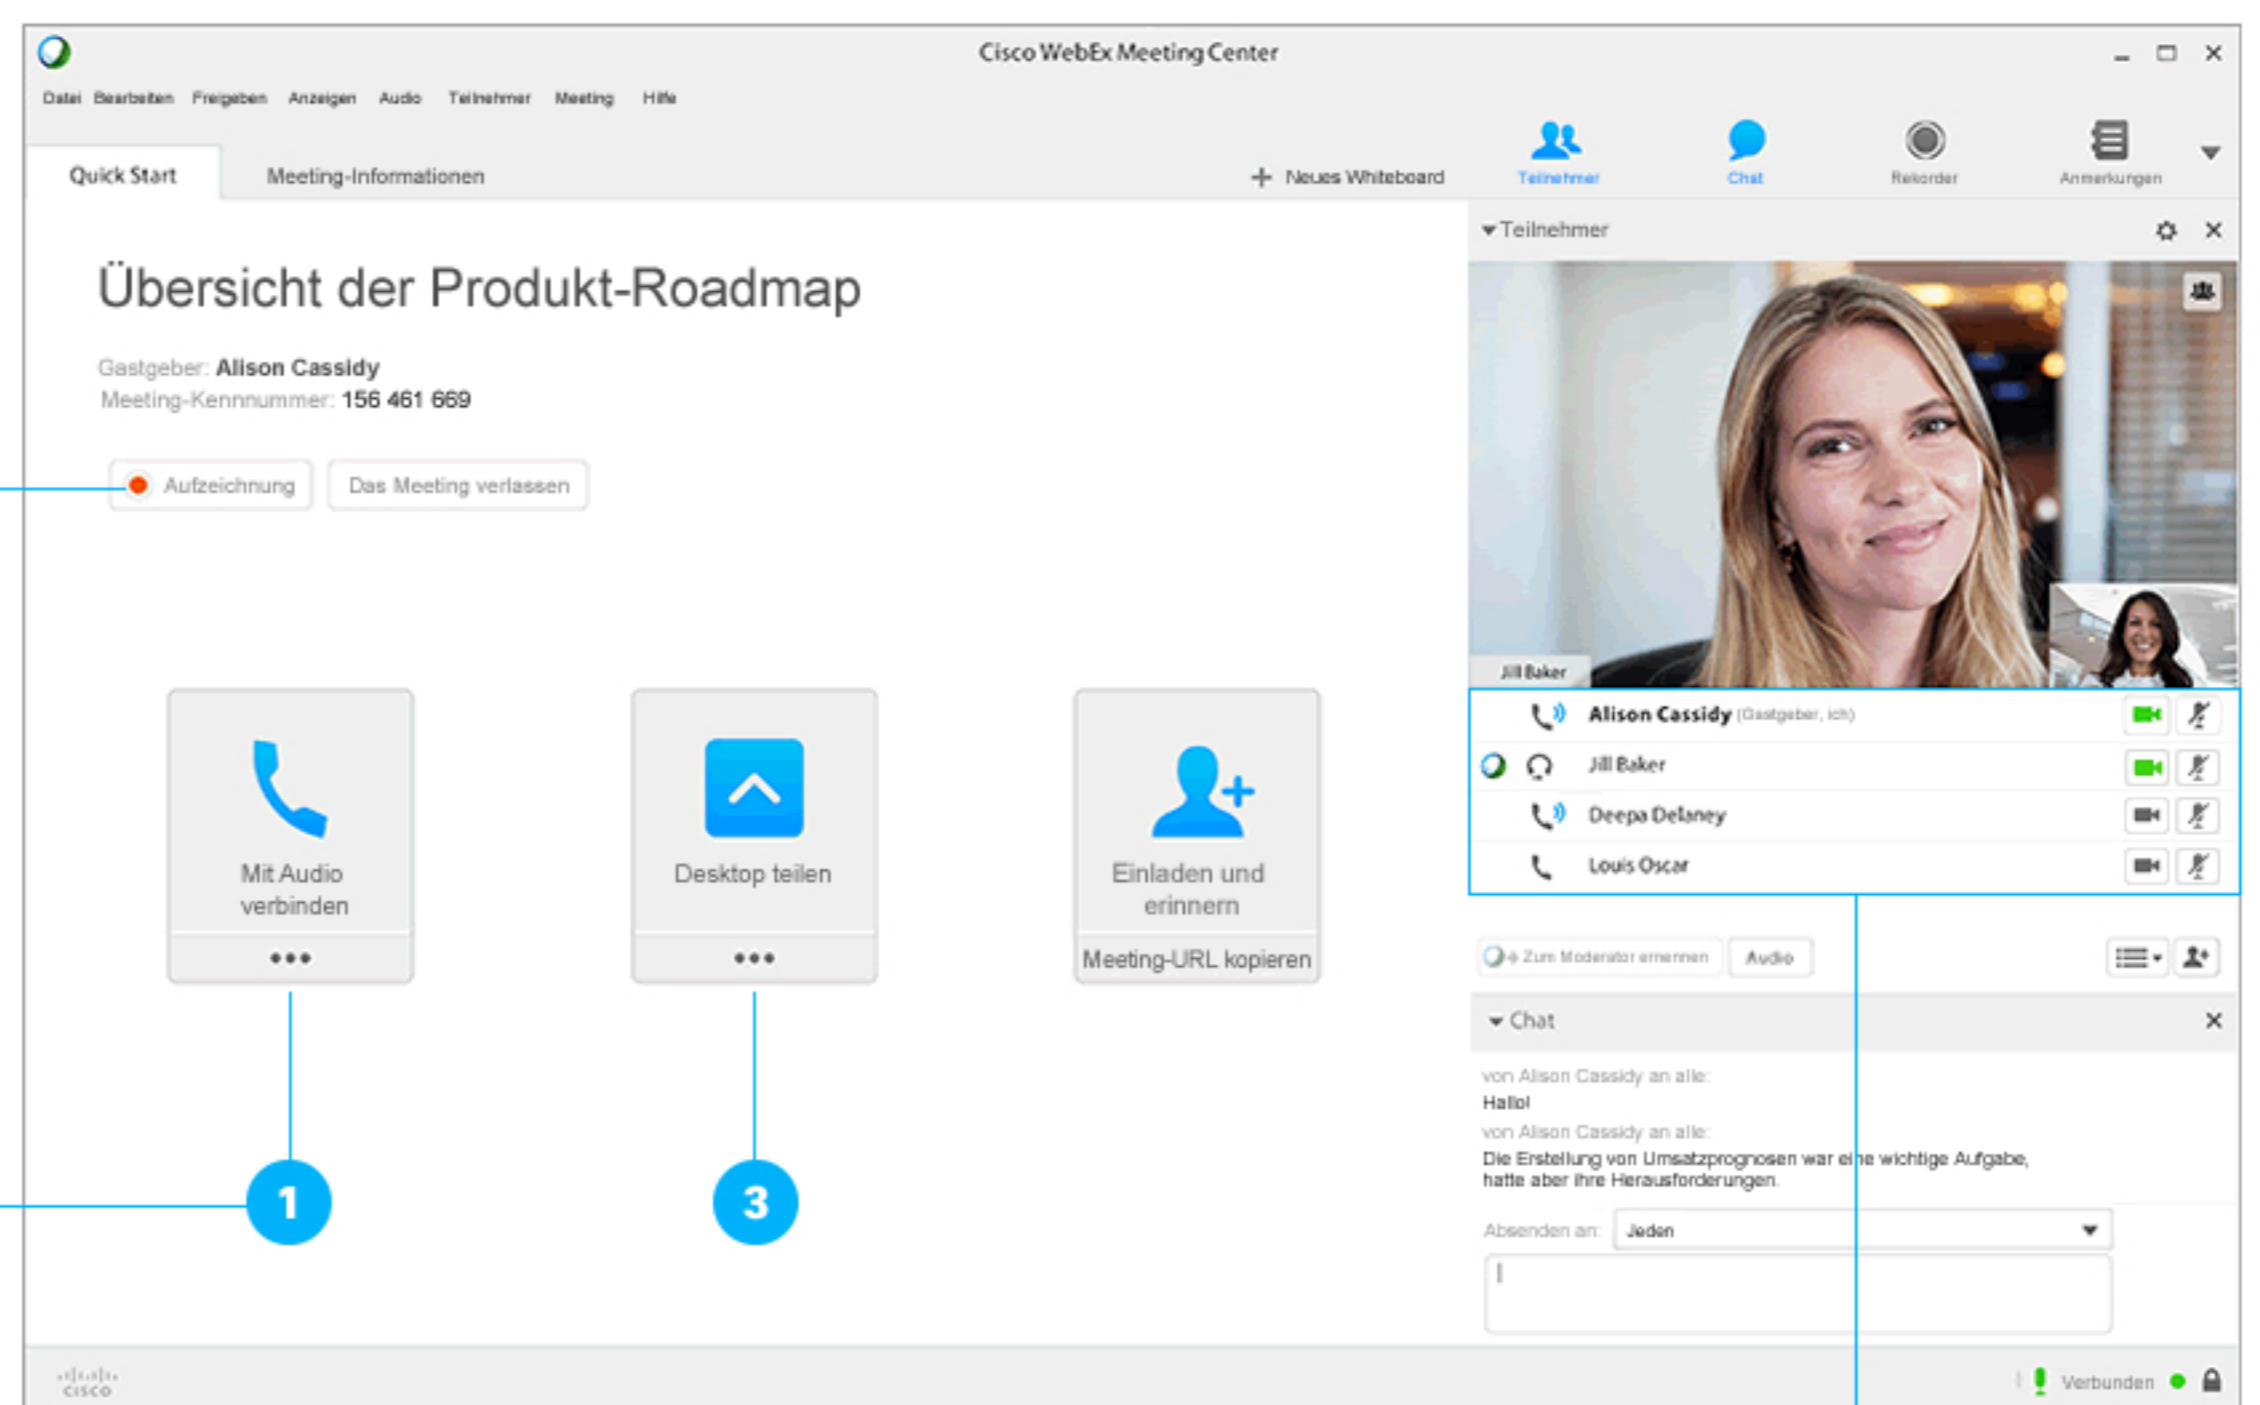 Cisco WebEx Meeting Center
Datei Bearbeiten Freigeben Anzeigen Audio Teilnehmer Meeting Hilfe
Quick Start Meeting-Informationen + Neues Whiteboard Teilnehmer Chat Rekorder Anmerkungen
Teilnehmer
Übersicht der Produkt-Roadmap
Gastgeber: Alison Cassidy
Meeting-Kennnummer: 156 461 669
Aufzeichnung Das Meeting verlassen
Jill Baker
Alison Cassidy (Gastgeber, ich)
Jill Baker
Deepa Delaney
Louis Oscar
Mit Audio
verbinden
Desktop teilen
Einladen und
erinnern
Meeting-URL kopieren
Zum Moderator ernennen Audio
Chat
von Alison Cassidy an alle:
Hallo!
von Alison Cassidy an alle:
Die Erstellung von Umsatzprognosen war eine wichtige Aufgabe,
hatte aber ihre Herausforderungen.
1
3
Absenden an: Jeden
CISCO
Verbunden